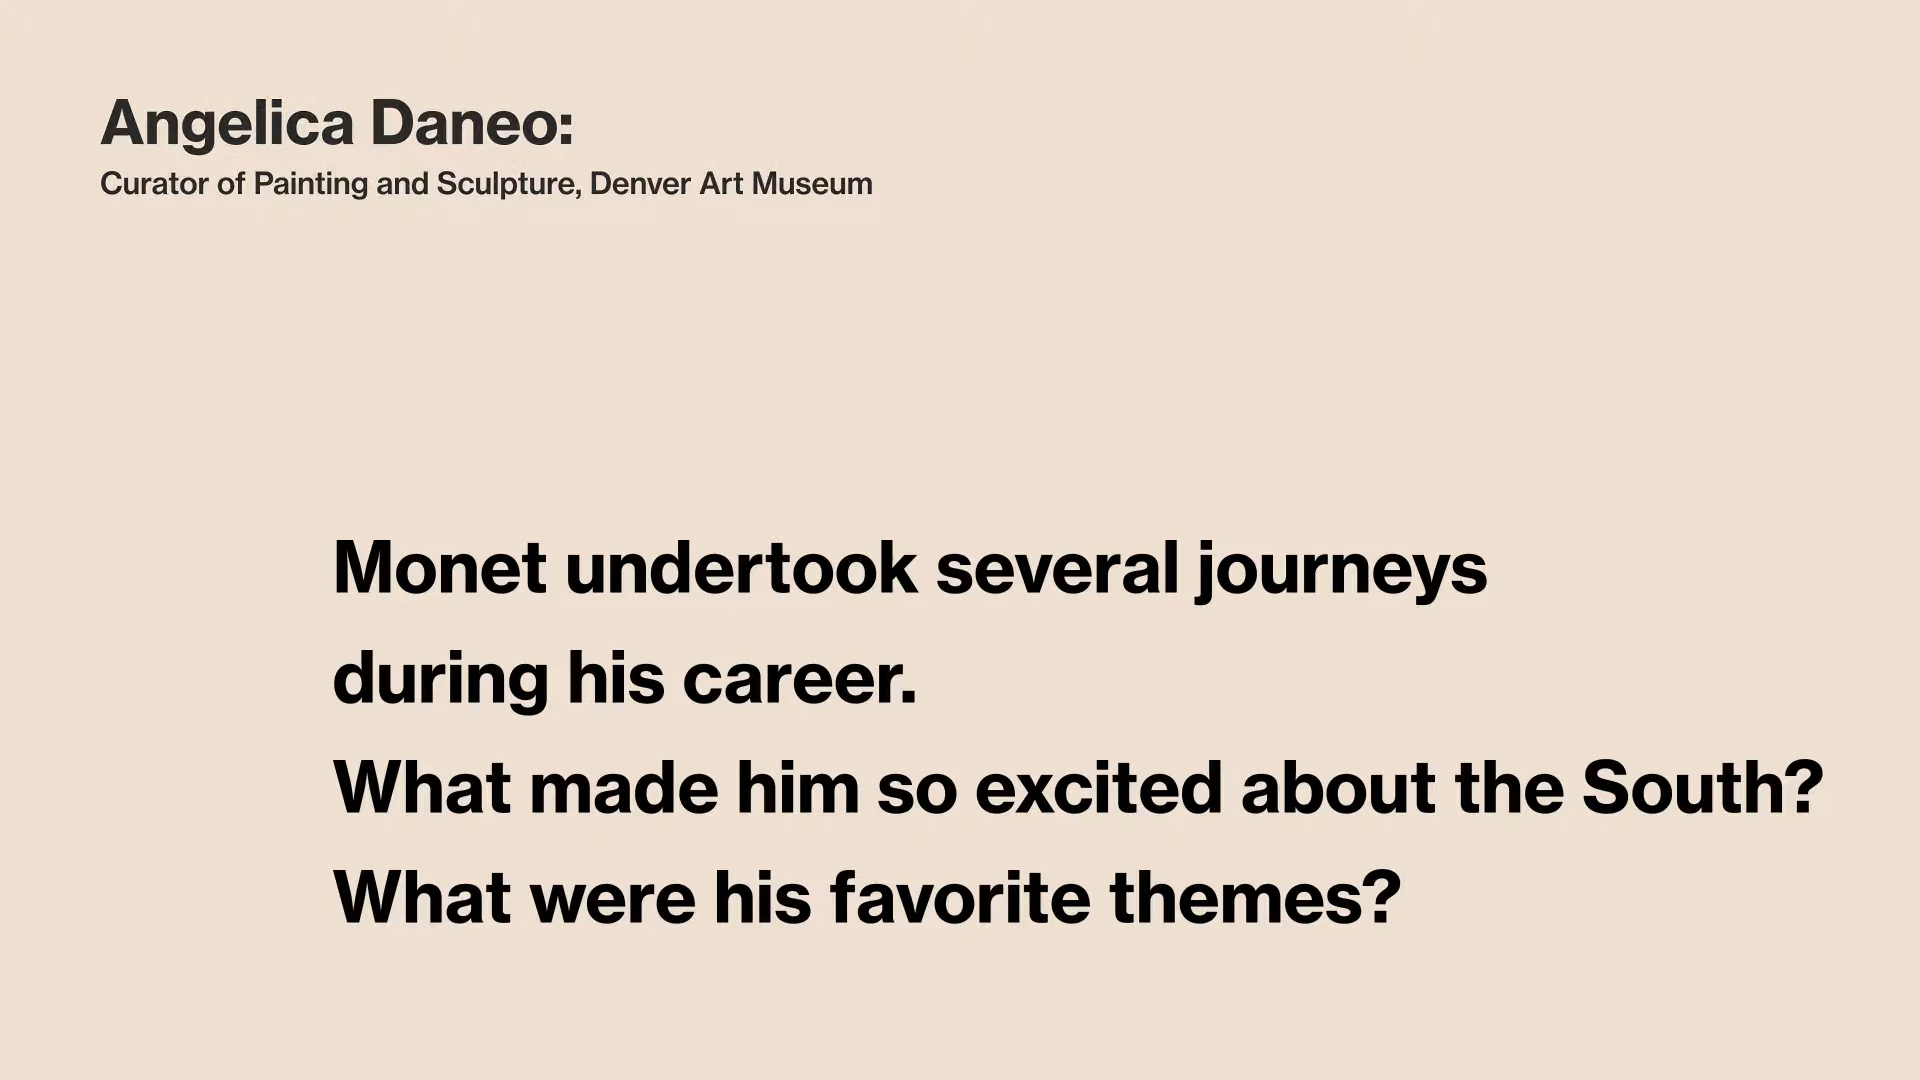 Angelica Daneo:
Curator of Painting and Sculpture, Denver Art Museum
Monet undertook several journeys
during his career.
What made him so excited about the South?
What were his favorite themes?